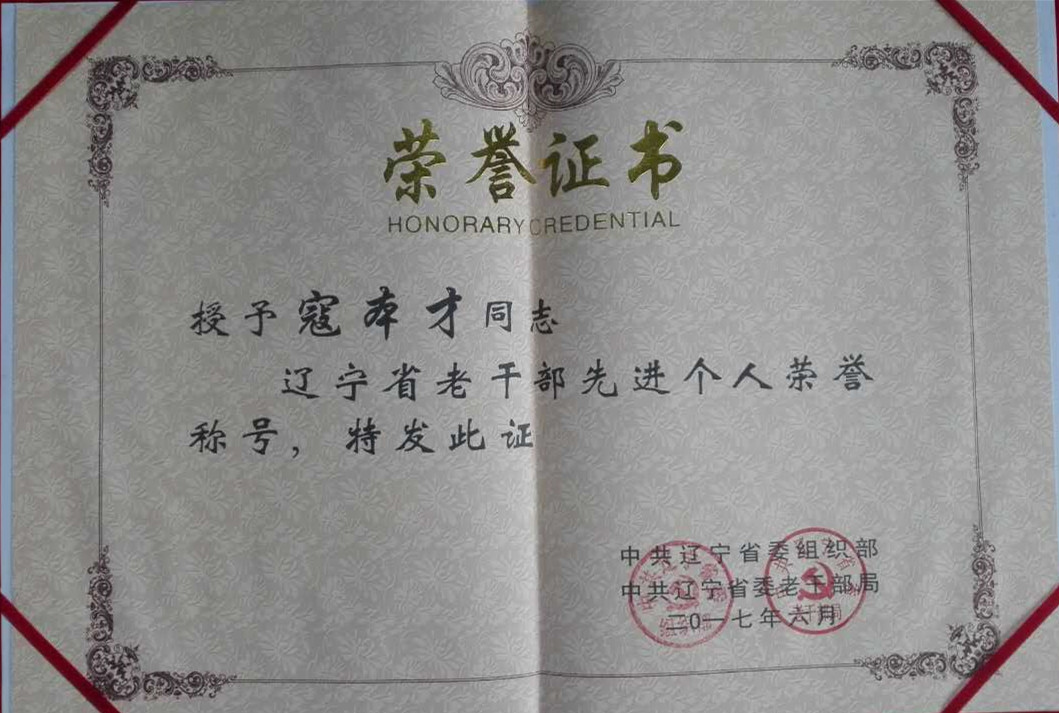 荣誉证书
HONORARY CREDENTIAL
授予寇本才同志
辽宁省老干部先进个人荣誉
称号，特发此证
中共辽宁省委组织部
中共辽宁省委老干部局
二0一七年六月